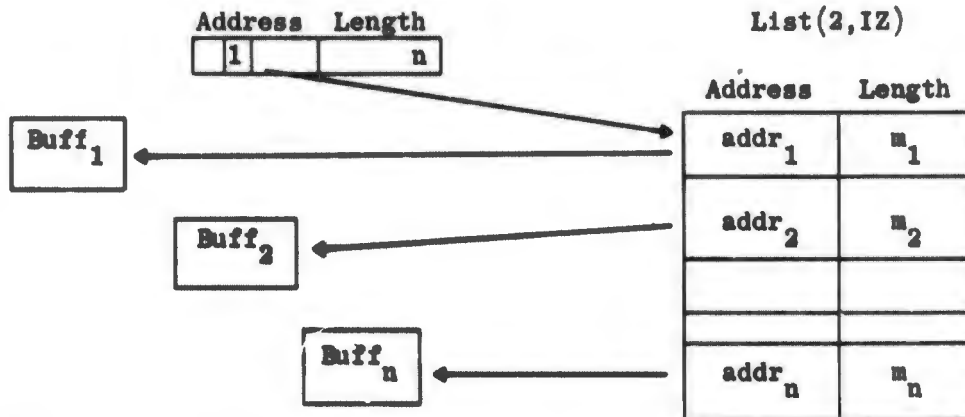 Address Length
1 n
List(2,IZ)
Address Length
Buff1
addr1 m1
Buff2
addr2 m2
Buffn
addrn mn